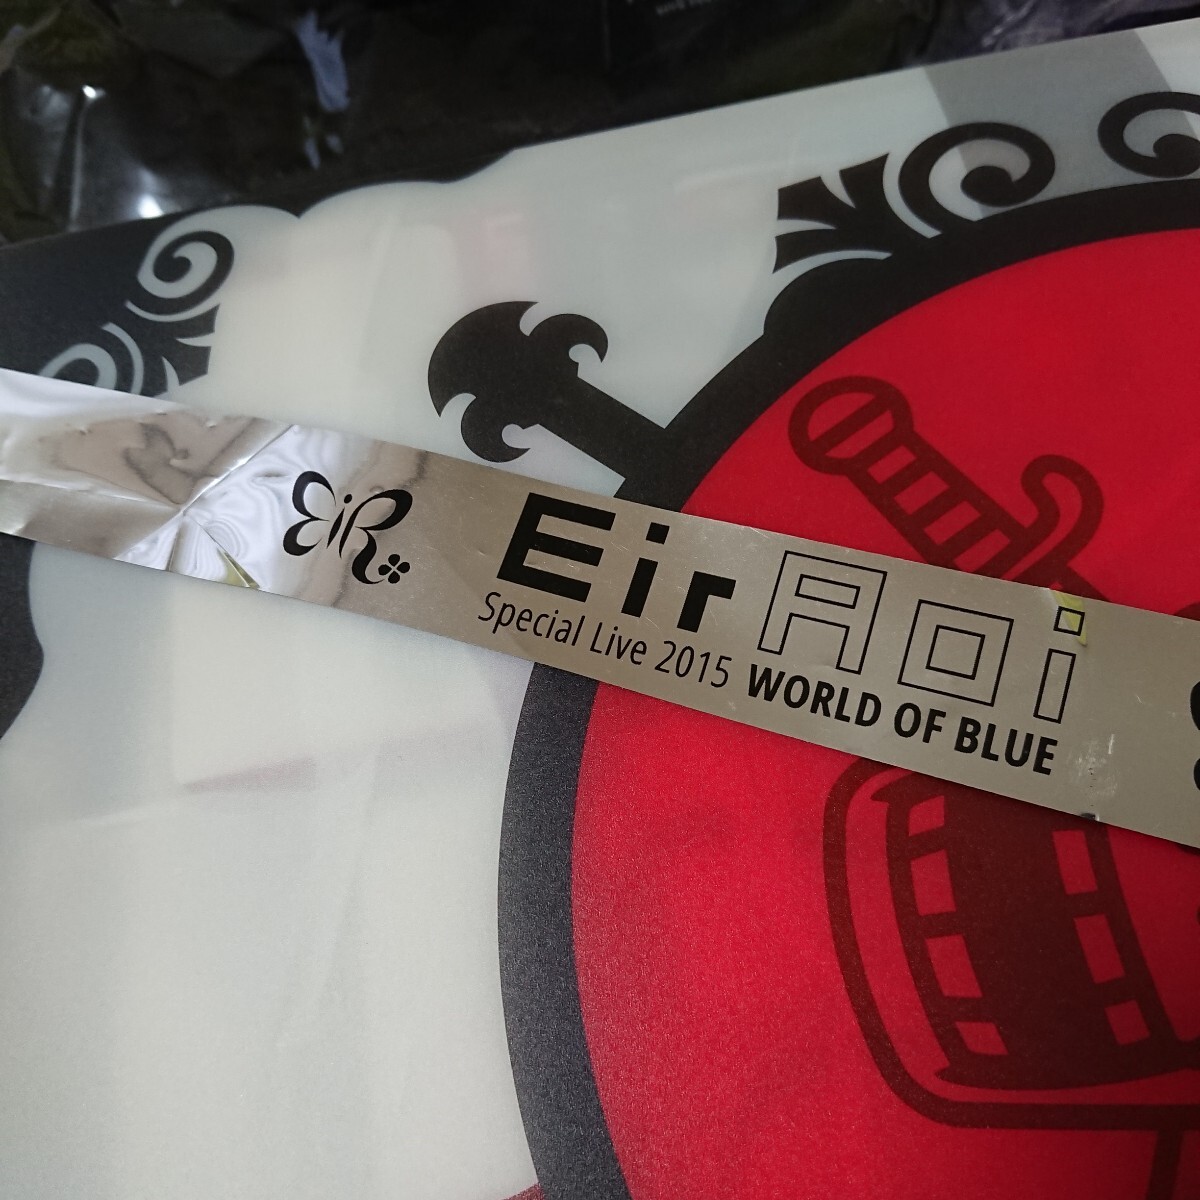 EiR
Eir Aoi
Special Live 2015 WORLD OF BLUE